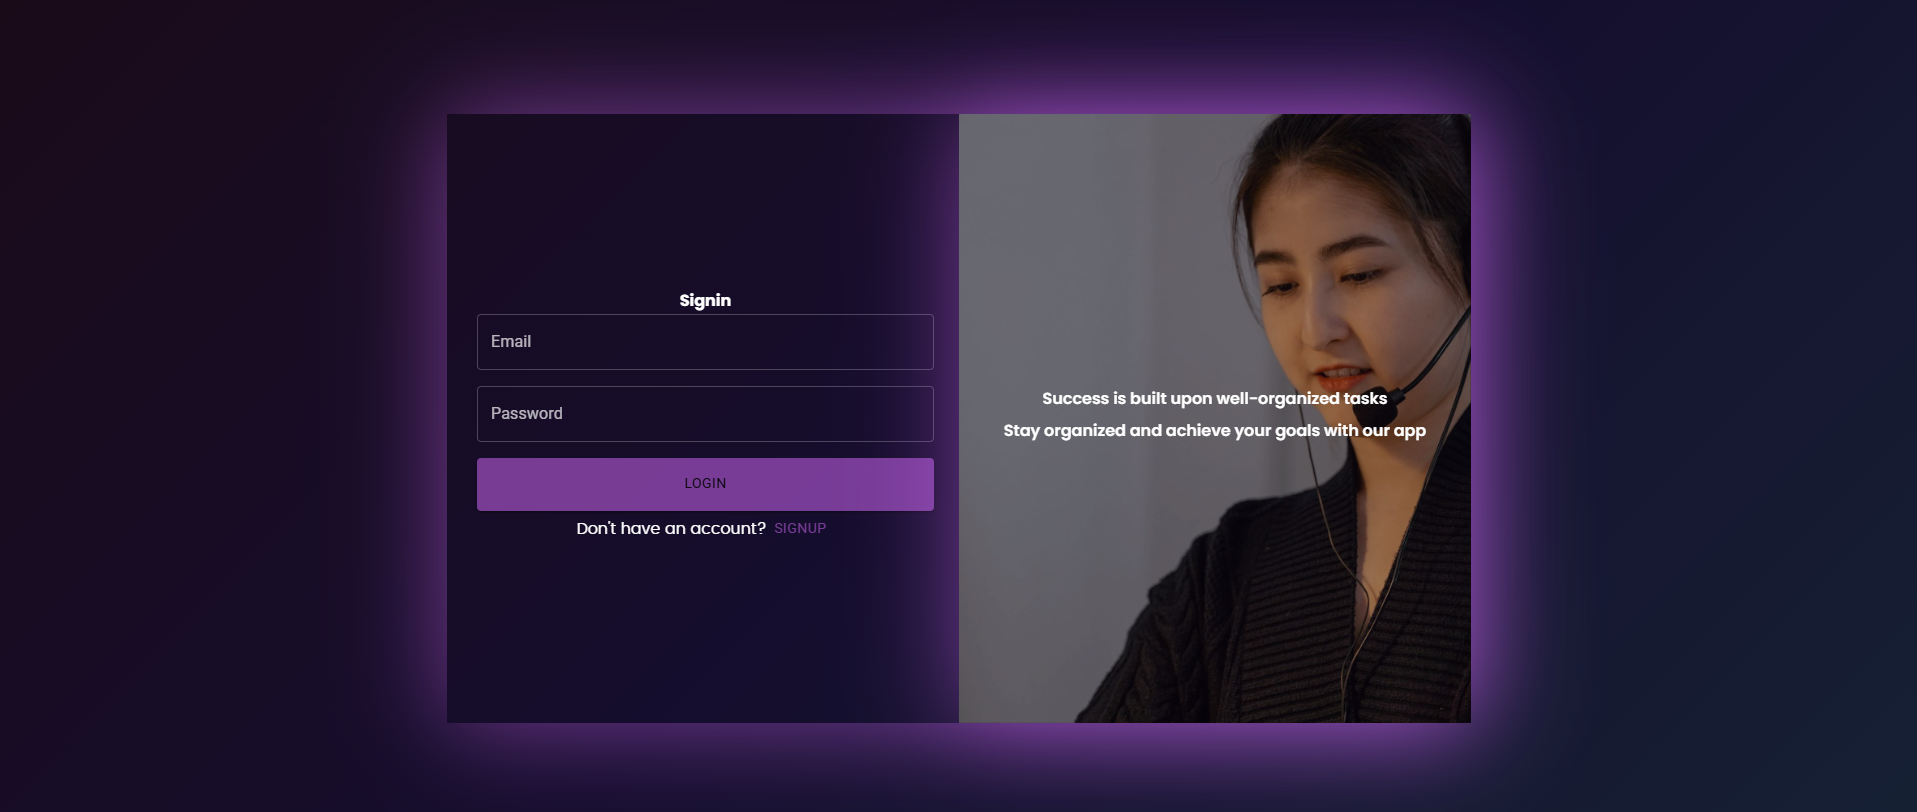 Signin
Email
Password
LOGIN
Don't have an account? SIGNUP
Success is built upon well-organized tasks
Stay organized and achieve your goals with our app